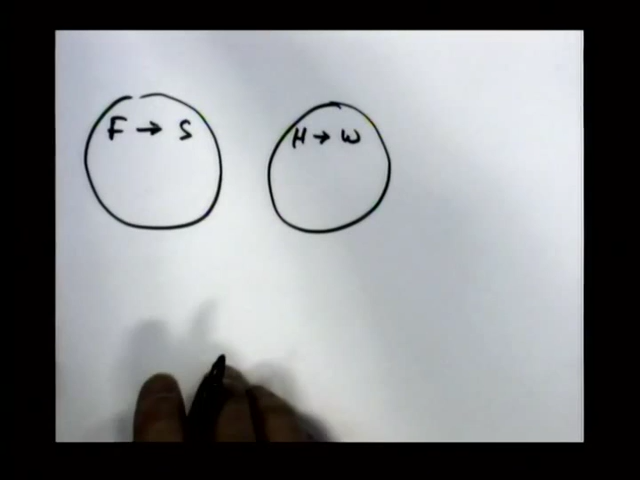 F → S
H → W